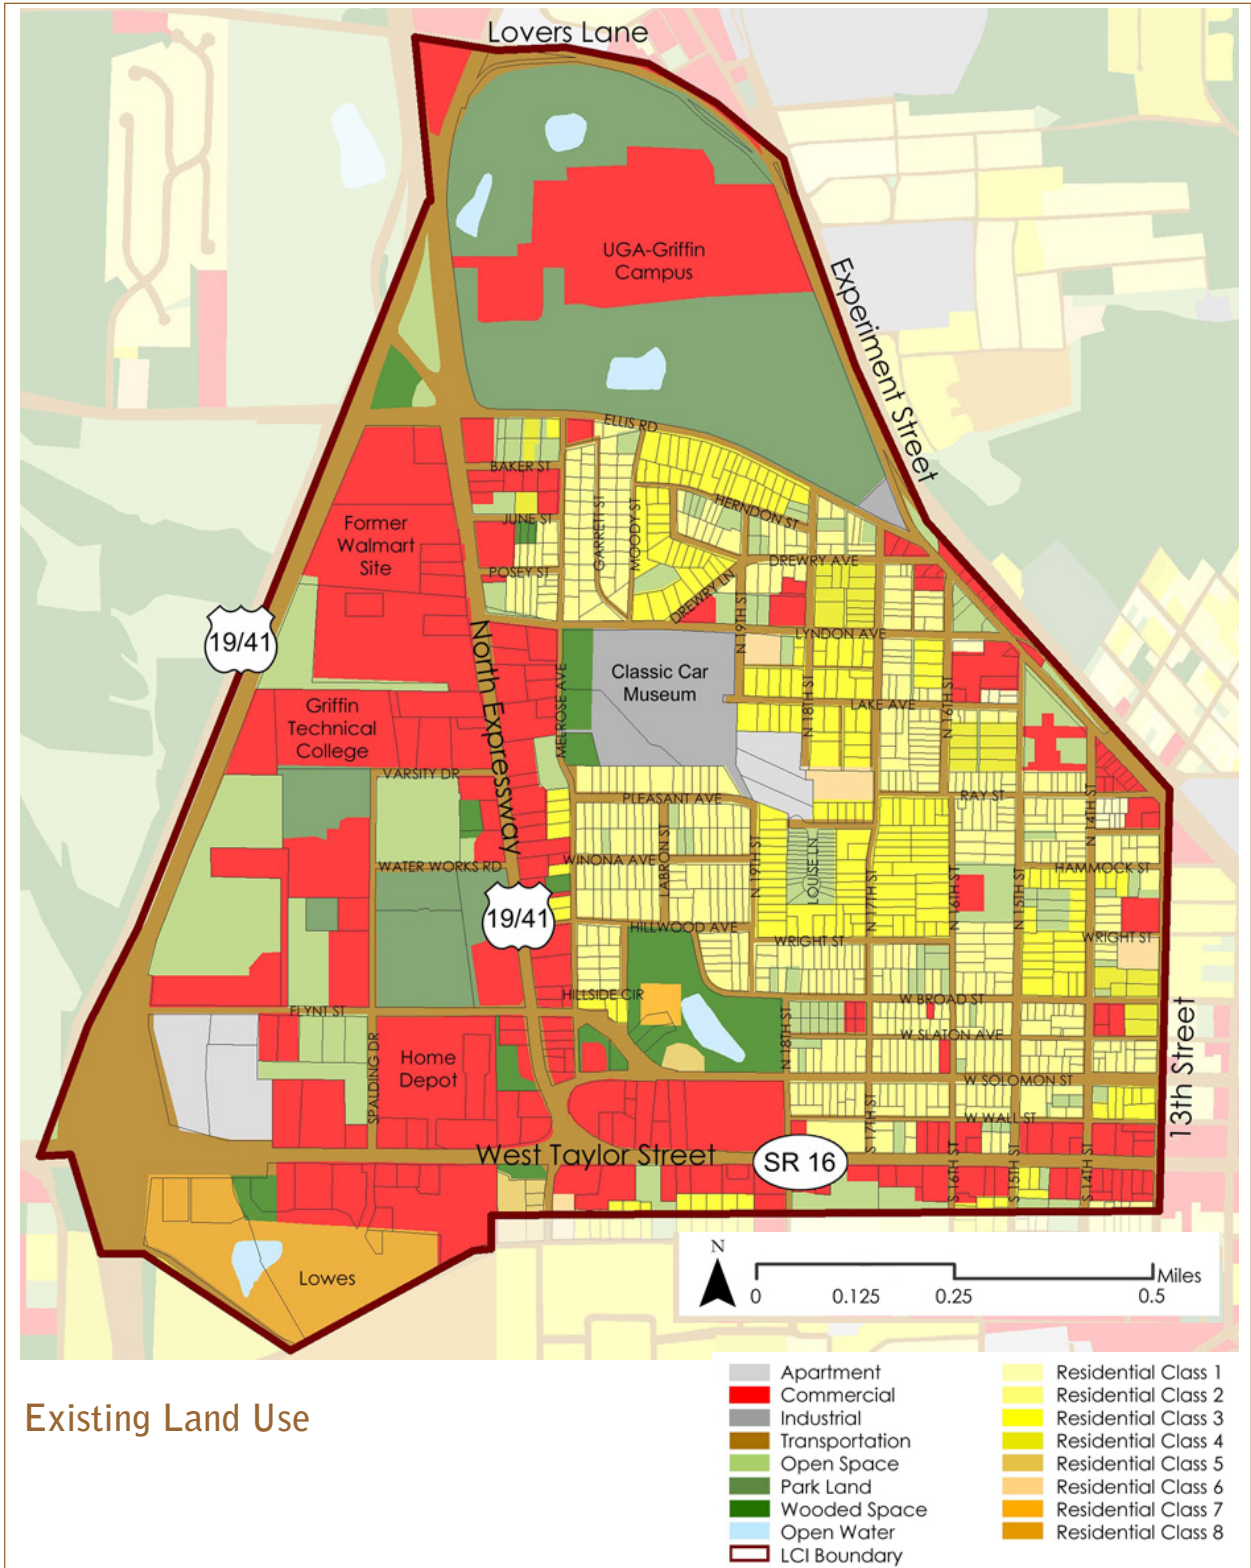 Lovers Lane
UGA-Griffin
Campus
Experiment Street
ELLIS RD
BAKER ST
HERNDON ST
GARRETT ST
MOODY ST
JUNE ST
Former
Walmart
Site
DREWRY AVE
POSEY ST
DREWRY LN
N 19TH ST
19/41
LYNDON AVE
North Expressway
Classic Car
Museum
MELROSE AVE
N 18TH ST
N 16TH ST
LAKE AVE
Griffin
Technical
College
VARSITY DR
PLEASANT AVE
RAY ST
N 14TH ST
WINONA AVE
LABRON ST
N 19TH ST
LOUISE LN
WATER WORKS RD
HAMMOCK ST
N 17TH ST
N 16TH ST
N 15TH ST
19/41
HILLWOOD AVE
WRIGHT ST
WRIGHT ST
HILLSIDE CIR
W BROAD ST
FLYNT ST
N 18TH ST
W SLATON AVE
13th Street
SPALDING DR
Home
Depot
W SOLOMON ST
W WALL ST
S 17TH ST
West Taylor Street
SR 16
S 16TH ST
S 15TH ST
S 14TH ST
Lowes
N
Miles
0
0.125
0.25
0.5
Existing Land Use
Apartment
Commercial
Industrial
Transportation
Open Space
Park Land
Wooded Space
Open Water
LCI Boundary
Residential Class 1
Residential Class 2
Residential Class 3
Residential Class 4
Residential Class 5
Residential Class 6
Residential Class 7
Residential Class 8